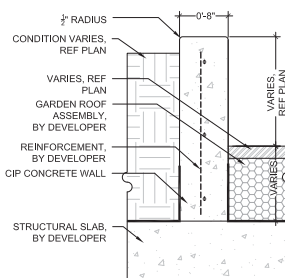 ½" RADIUS
0'-8"
CONDITION VARIES,
REF PLAN
VARIES, REF
PLAN
GARDEN ROOF
ASSEMBLY,
BY DEVELOPER
REINFORCEMENT,
BY DEVELOPER
CIP CONCRETE WALL
STRUCTURAL SLAB,
BY DEVELOPER
VARIES,
REF PLAN
VARIES